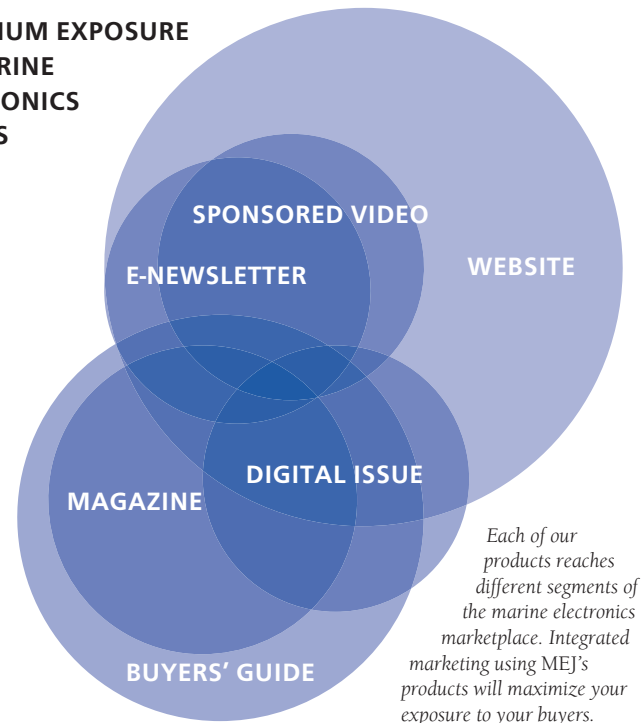 IUM EXPOSURE
RINE
ONICS
S
SPONSORED VIDEO
E-NEWSLETTER
WEBSITE
DIGITAL ISSUE
MAGAZINE
BUYERS’ GUIDE
Each of our
products reaches
different segments of
the marine electronics
marketplace. Integrated
marketing using MEJ’s
products will maximize your
exposure to your buyers.